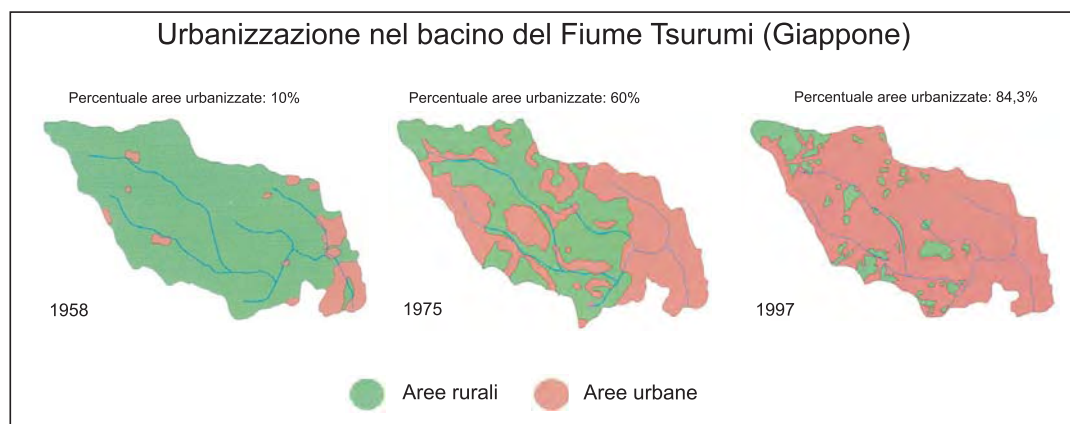 Urbanizzazione nel bacino del Fiume Tsurumi (Giappone)
Percentuale aree urbanizzate: 10%
Percentuale aree urbanizzate: 60%
Percentuale aree urbanizzate: 84,3%
1958
1975
1997
Aree rurali
Aree urbane